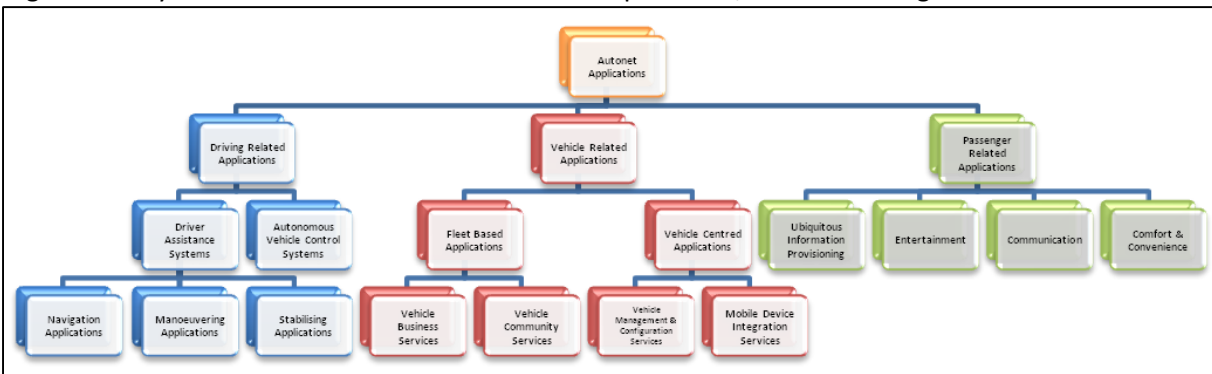 Autonet
Applications
Driving Related
Applications
Vehicle Related
Applications
Passenger
Related
Applications
Driver
Assistance
Systems
Autonomous
Vehicle Control
Systems
Fleet Based
Applications
Vehicle Centred
Applications
Ubiquitous
Information
Provisioning
Entertainment
Communication
Comfort &
Convenience
Navigation
Applications
Manoeuvering
Applications
Stabilising
Applications
Vehicle
Business
Services
Vehicle
Community
Services
Vehicle
Management &
Configuration
Services
Mobile Device
Integration
Services